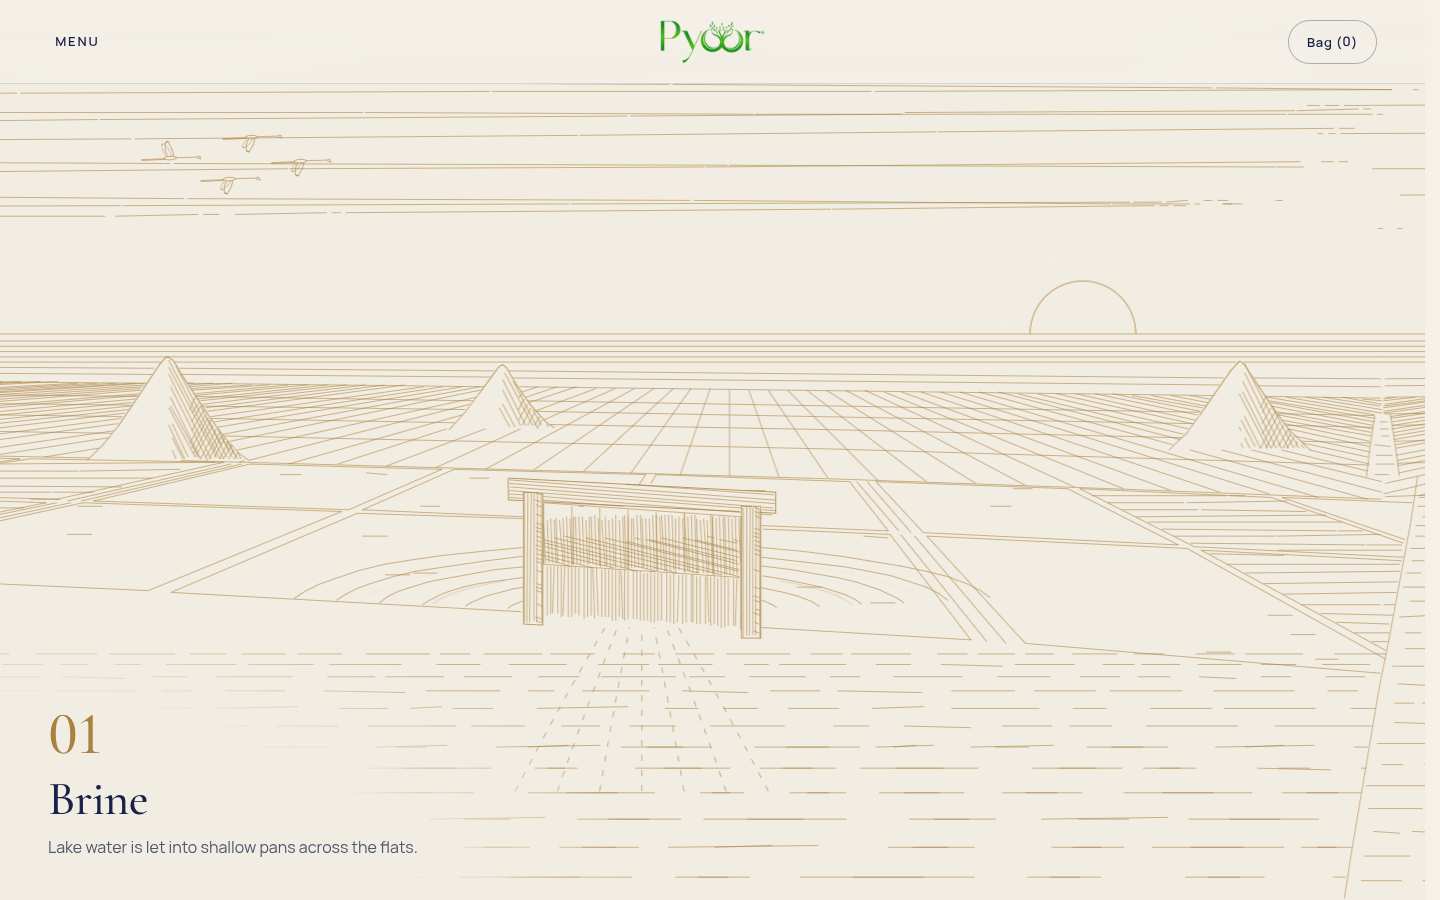 MENU
Pyoor
Bag (0)
01
Brine
Lake water is let into shallow pans across the flats.